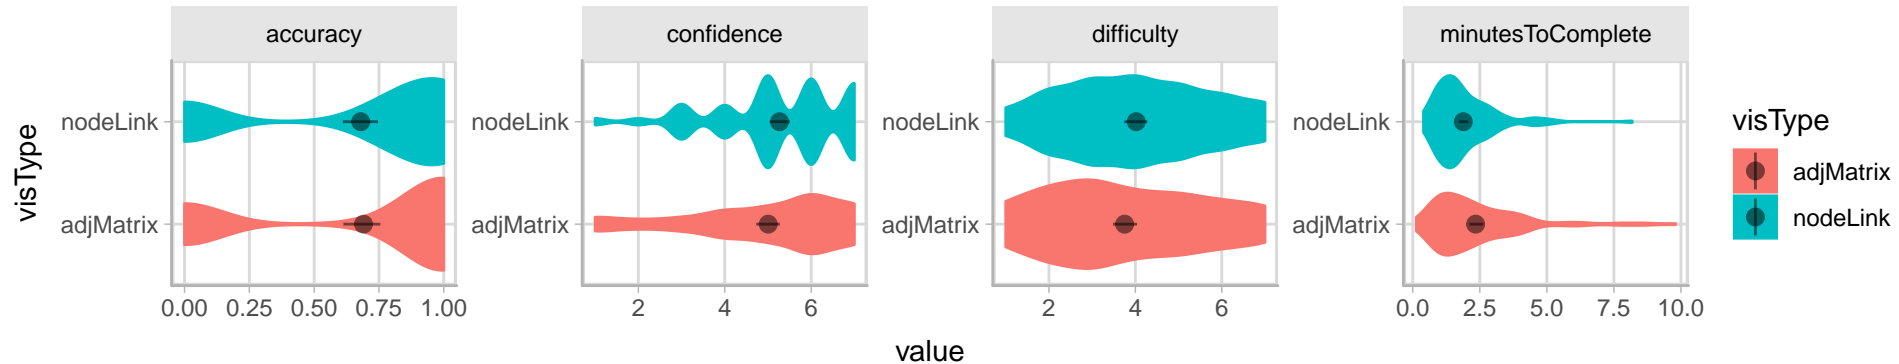 accuracy
confidence
difficulty
minutesToComplete
visType
nodeLink
adjMatrix
0.00 0.25 0.50 0.75 1.00
nodeLink
adjMatrix
2 4 6
nodeLink
adjMatrix
2 4 6
nodeLink
adjMatrix
0.0 2.5 5.0 7.5 10.0
value
visType
adjMatrix
nodeLink